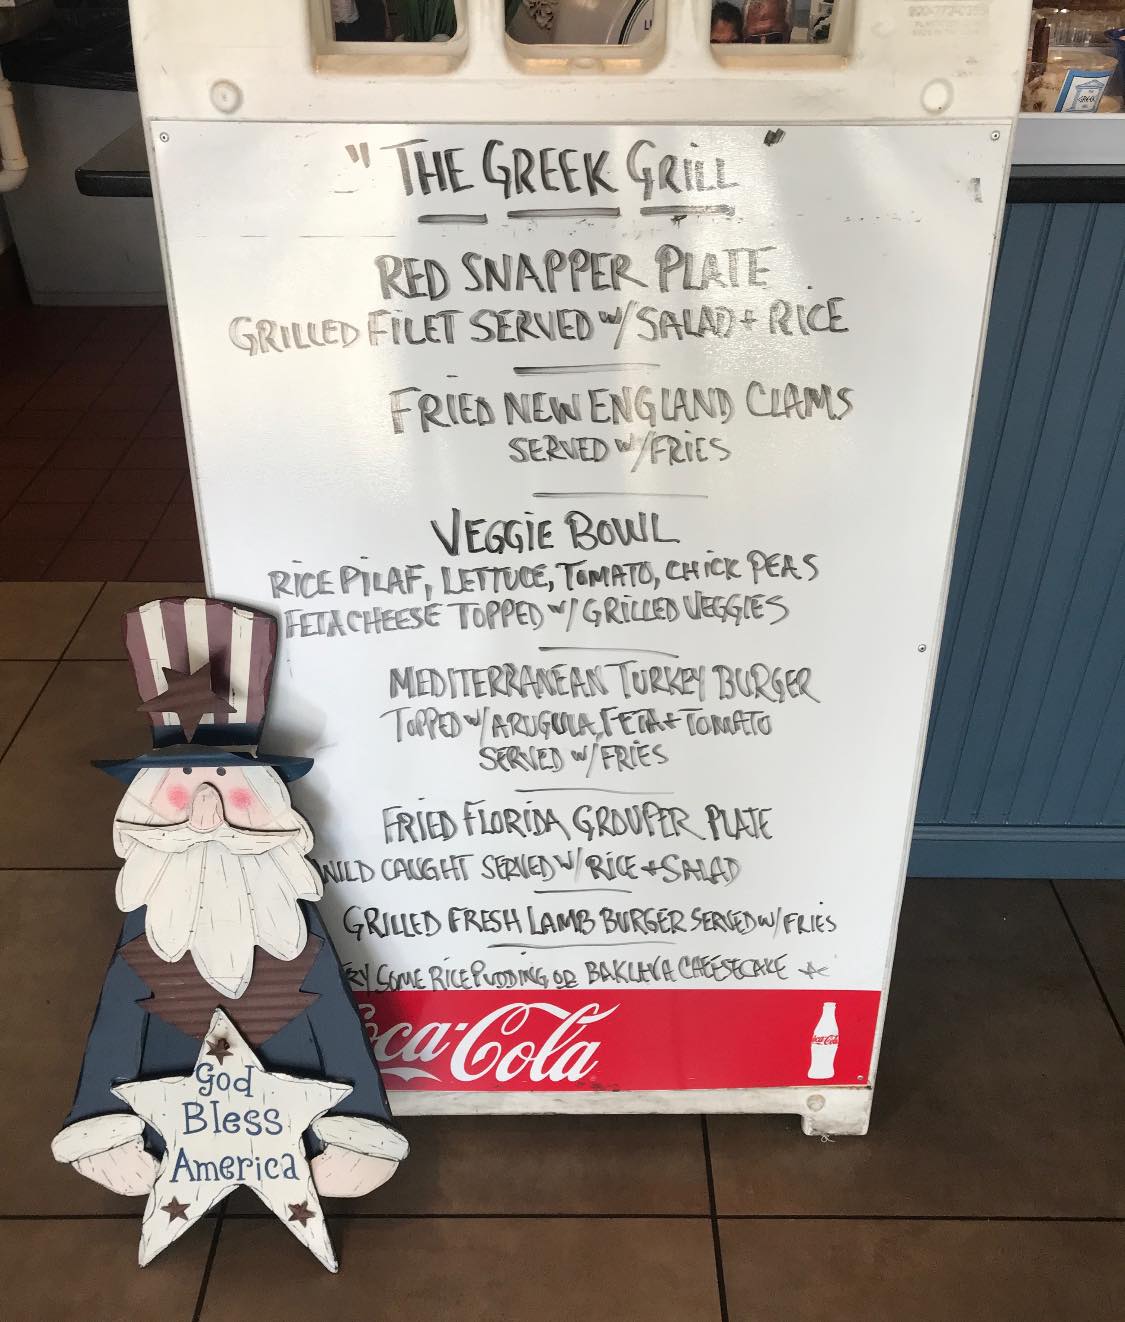 " THE GREEK GRILL "
RED SNAPPER PLATE
GRILLED FILET SERVED w/ SALAD + RICE
FRIED NEW ENGLAND CLAMS
SERVED w/ FRIES
VEGGIE BOWL
RICE PILAF, LETTUCE, TOMATO, CHICK PEAS
FETA CHEESE TOPPED w/ GRILLED VEGGIES
MEDITERRANEAN TURKEY BURGER
TOPPED w/ ARUGULA, FETA + TOMATO
SERVED w/ FRIES
FRIED FLORIDA GROUPER PLATE
WILD CAUGHT SERVED w/ RICE + SALAD
GRILLED FRESH LAMB BURGER SERVED w/ FRIES
SOME RICE PUDDING OR BAKLAVA CHEESECAKE
Coca-Cola
Coca-Cola
God
Bless
America